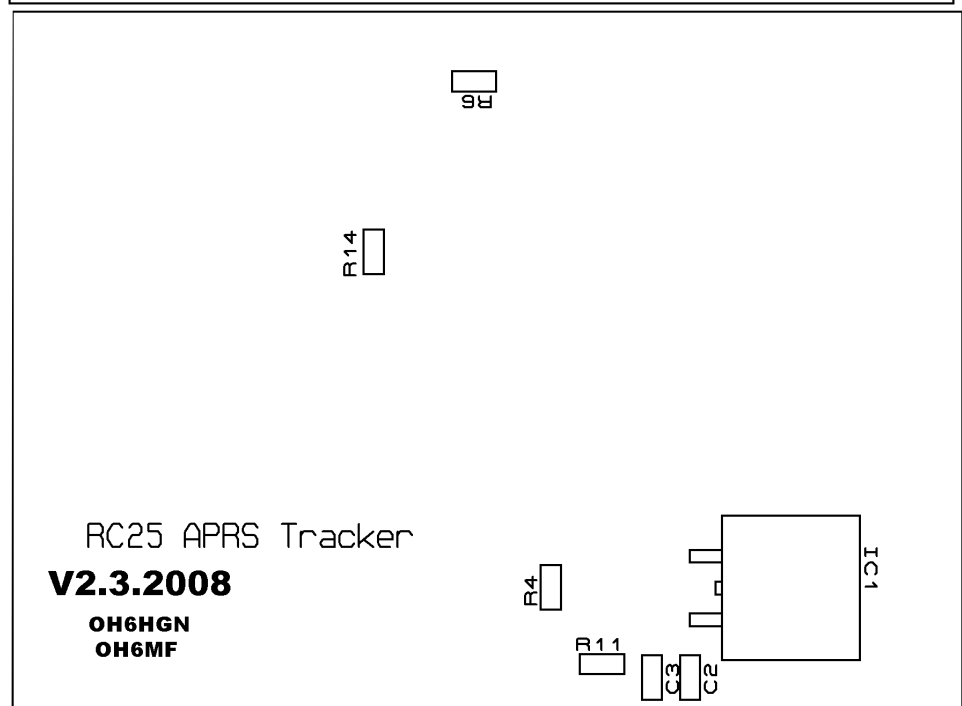 R6
R14
RC25 APRS Tracker
V2.3.2008
OH6HGN
OH6MF
R4
R11
C3
C2
IC1